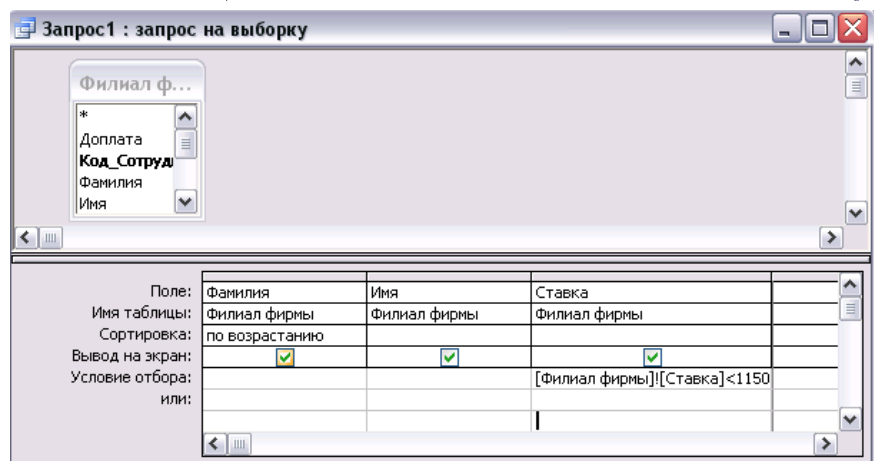 Запрос1 : запрос на выборку
Филиал ф...
*
Доплата
Код_Сотруд
Фамилия
Имя
Поле: Фамилия Имя Ставка
Имя таблицы: Филиал фирмы Филиал фирмы Филиал фирмы
Сортировка: по возрастанию
Вывод на экран:
Условие отбора: [Филиал фирмы]![Ставка]<1150
или: